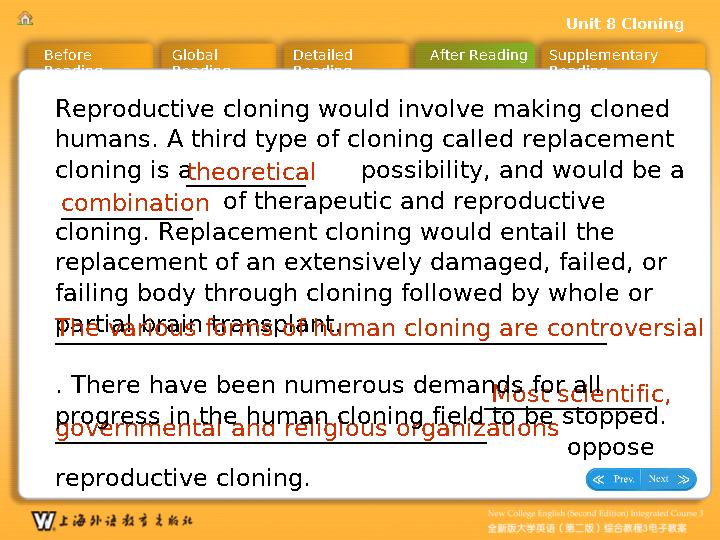 Unit 8 Cloning
Before Reading
Global Reading
Detailed Reading
After Reading
Supplementary Reading
Reproductive cloning would involve making cloned
humans. A third type of cloning called replacement
cloning is a theoretical possibility, and would be a
combination of therapeutic and reproductive
cloning. Replacement cloning would entail the
replacement of an extensively damaged, failed, or
failing body through cloning followed by whole or
partial brain transplant.
The various forms of human cloning are controversial
. There have been numerous demands for all
progress in the human cloning field to be stopped.
Most scientific,
governmental and religious organizations
oppose
reproductive cloning.
Prev. Next
上海外语教育出版社
New College English (Second Edition) Integrated Course 3
全新版大学英语（第二版）综合教程3电子教案